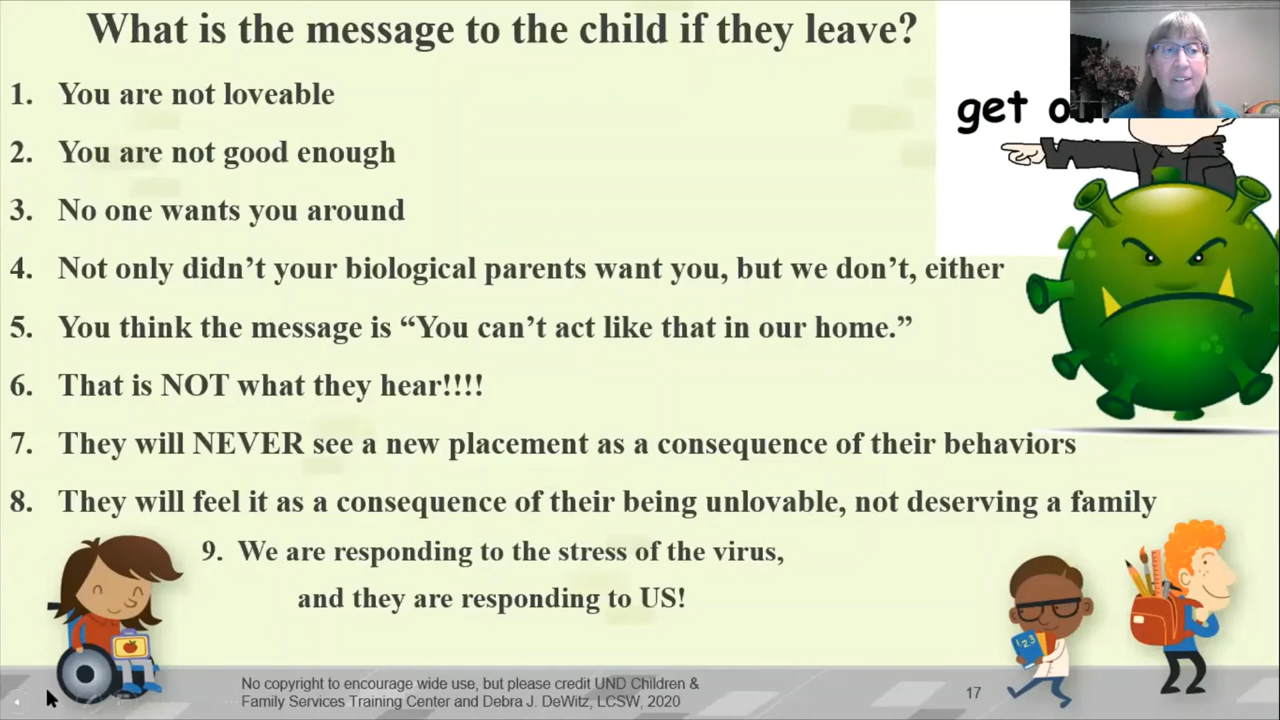 What is the message to the child if they leave?
1. You are not loveable
2. You are not good enough
3. No one wants you around
4. Not only didn’t your biological parents want you, but we don’t, either
5. You think the message is “You can’t act like that in our home.”
6. That is NOT what they hear!!!!
7. They will NEVER see a new placement as a consequence of their behaviors
8. They will feel it as a consequence of their being unlovable, not deserving a family
9. We are responding to the stress of the virus,
and they are responding to US!
get
1 2 3
No copyright to encourage wide use, but please credit UND Children &
Family Services Training Center and Debra J. DeWitz, LCSW, 2020
17